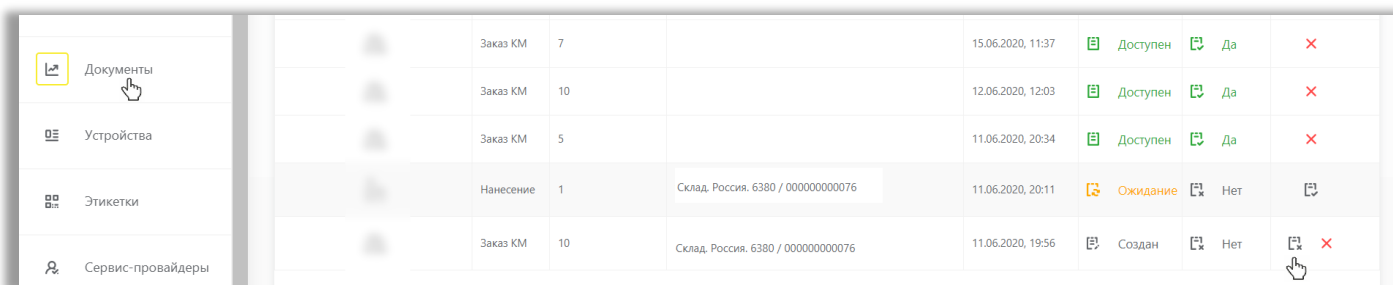 Заказ КМ 7 15.06.2020, 11:37 Доступен Да
Документы
Заказ КМ 10 12.06.2020, 12:03 Доступен Да
Устройства
Заказ КМ 5 11.06.2020, 20:34 Доступен Да
Нанесение 1 Склад. Россия. 6380 / 000000000076 11.06.2020, 20:11 Ожидание Нет
Этикетки
Заказ КМ 10 Склад. Россия. 6380 / 000000000076 11.06.2020, 19:56 Создан Нет
Сервис-провайдеры